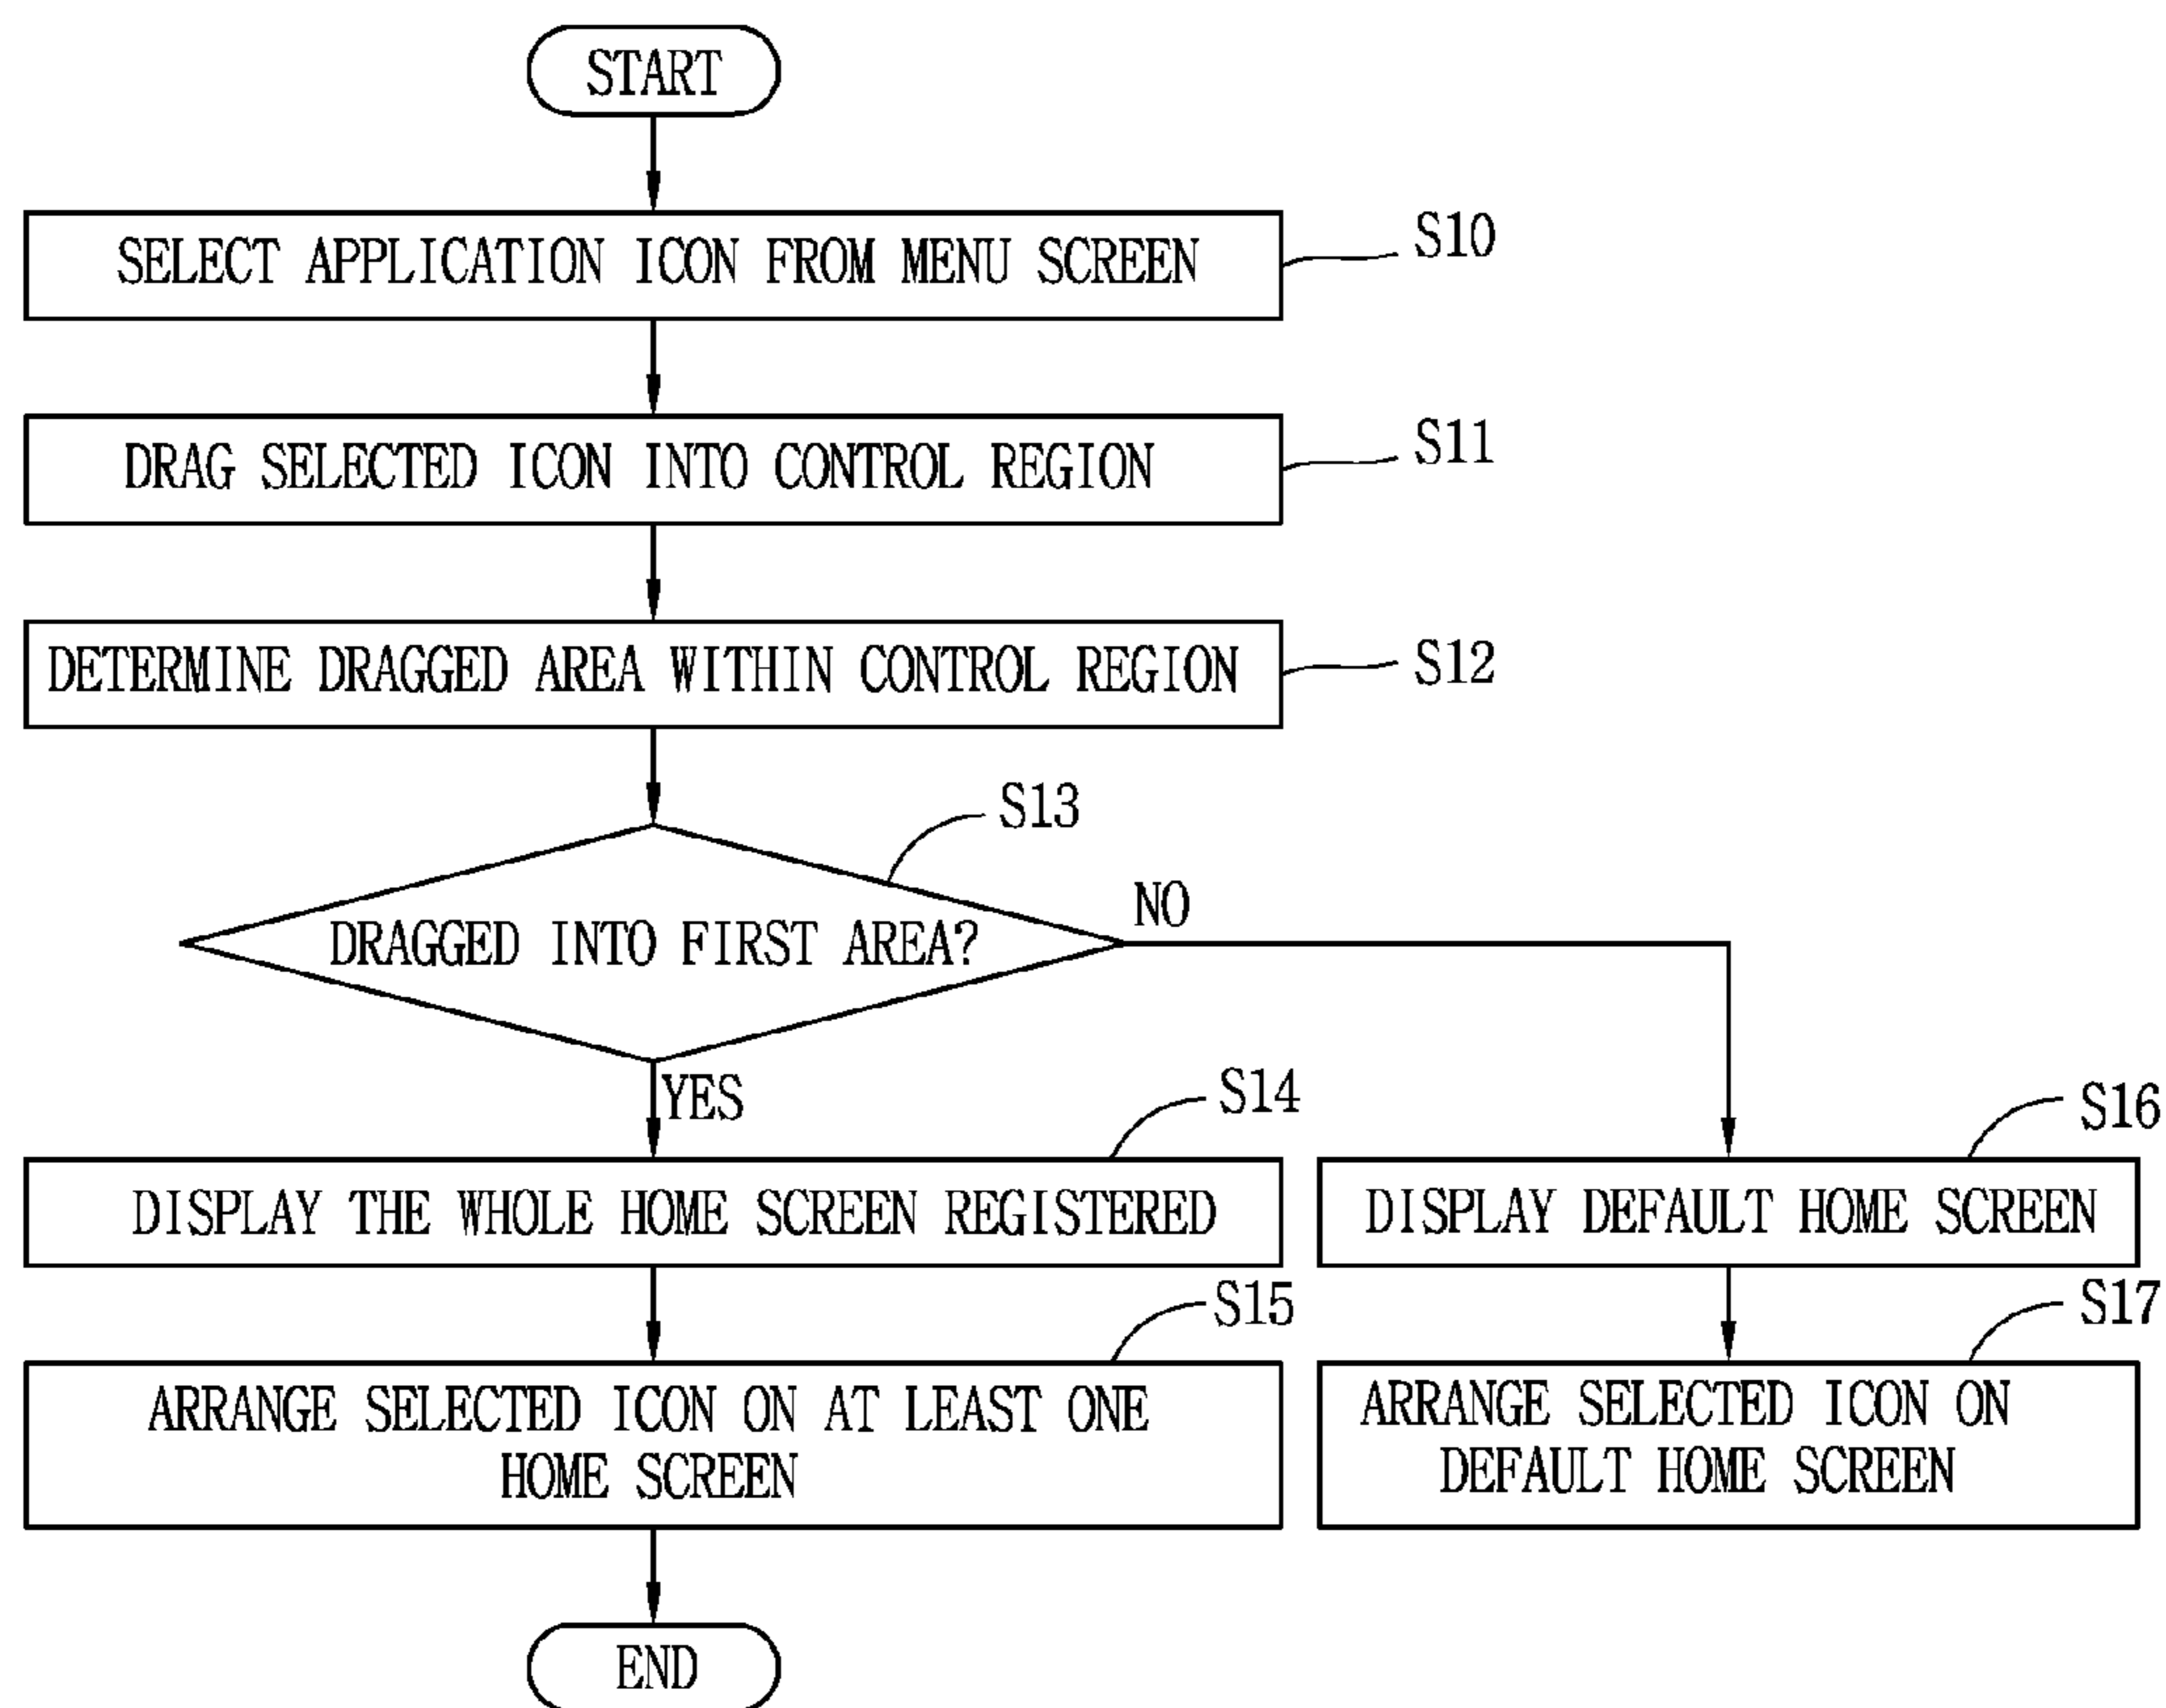 START
SELECT APPLICATION ICON FROM MENU SCREEN
S10
DRAG SELECTED ICON INTO CONTROL REGION
S11
DETERMINE DRAGGED AREA WITHIN CONTROL REGION
S12
S13
DRAGGED INTO FIRST AREA?
NO
YES
S14
DISPLAY THE WHOLE HOME SCREEN REGISTERED
S16
DISPLAY DEFAULT HOME SCREEN
S15
ARRANGE SELECTED ICON ON AT LEAST ONE
HOME SCREEN
S17
ARRANGE SELECTED ICON ON
DEFAULT HOME SCREEN
END